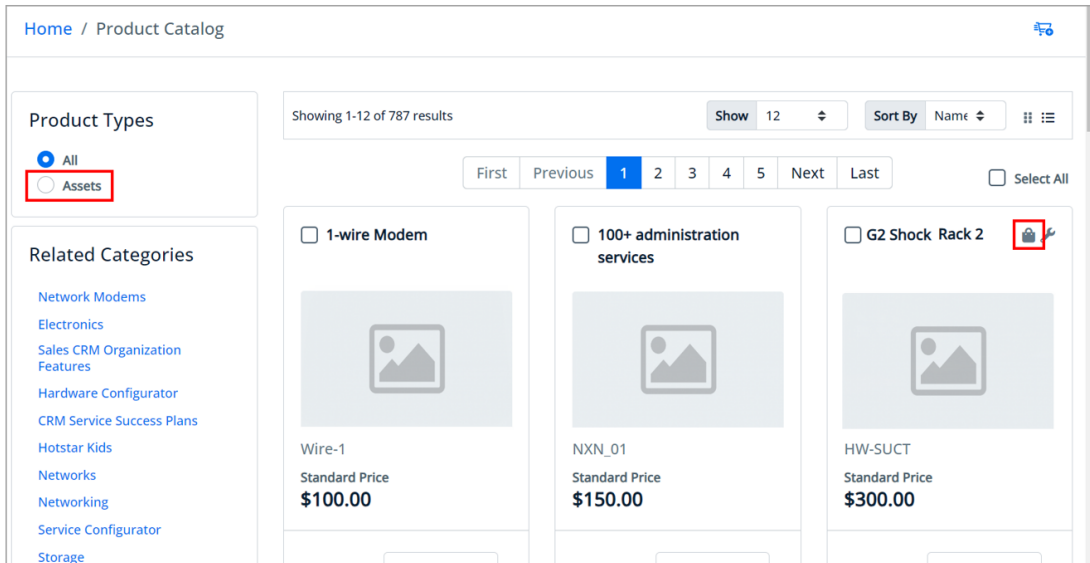 Home / Product Catalog
Product Types
All
Assets
Related Categories
Network Modems
Electronics
Sales CRM Organization
Features
Hardware Configurator
CRM Service Success Plans
Hotstar Kids
Networks
Networking
Service Configurator
Storage
Showing 1-12 of 787 results
Show 12
Sort By Name
First Previous 1 2 3 4 5 Next Last
Select All
1-wire Modem
Wire-1
Standard Price
$100.00
100+ administration
services
NXN_01
Standard Price
$150.00
G2 Shock Rack 2
HW-SUCT
Standard Price
$300.00